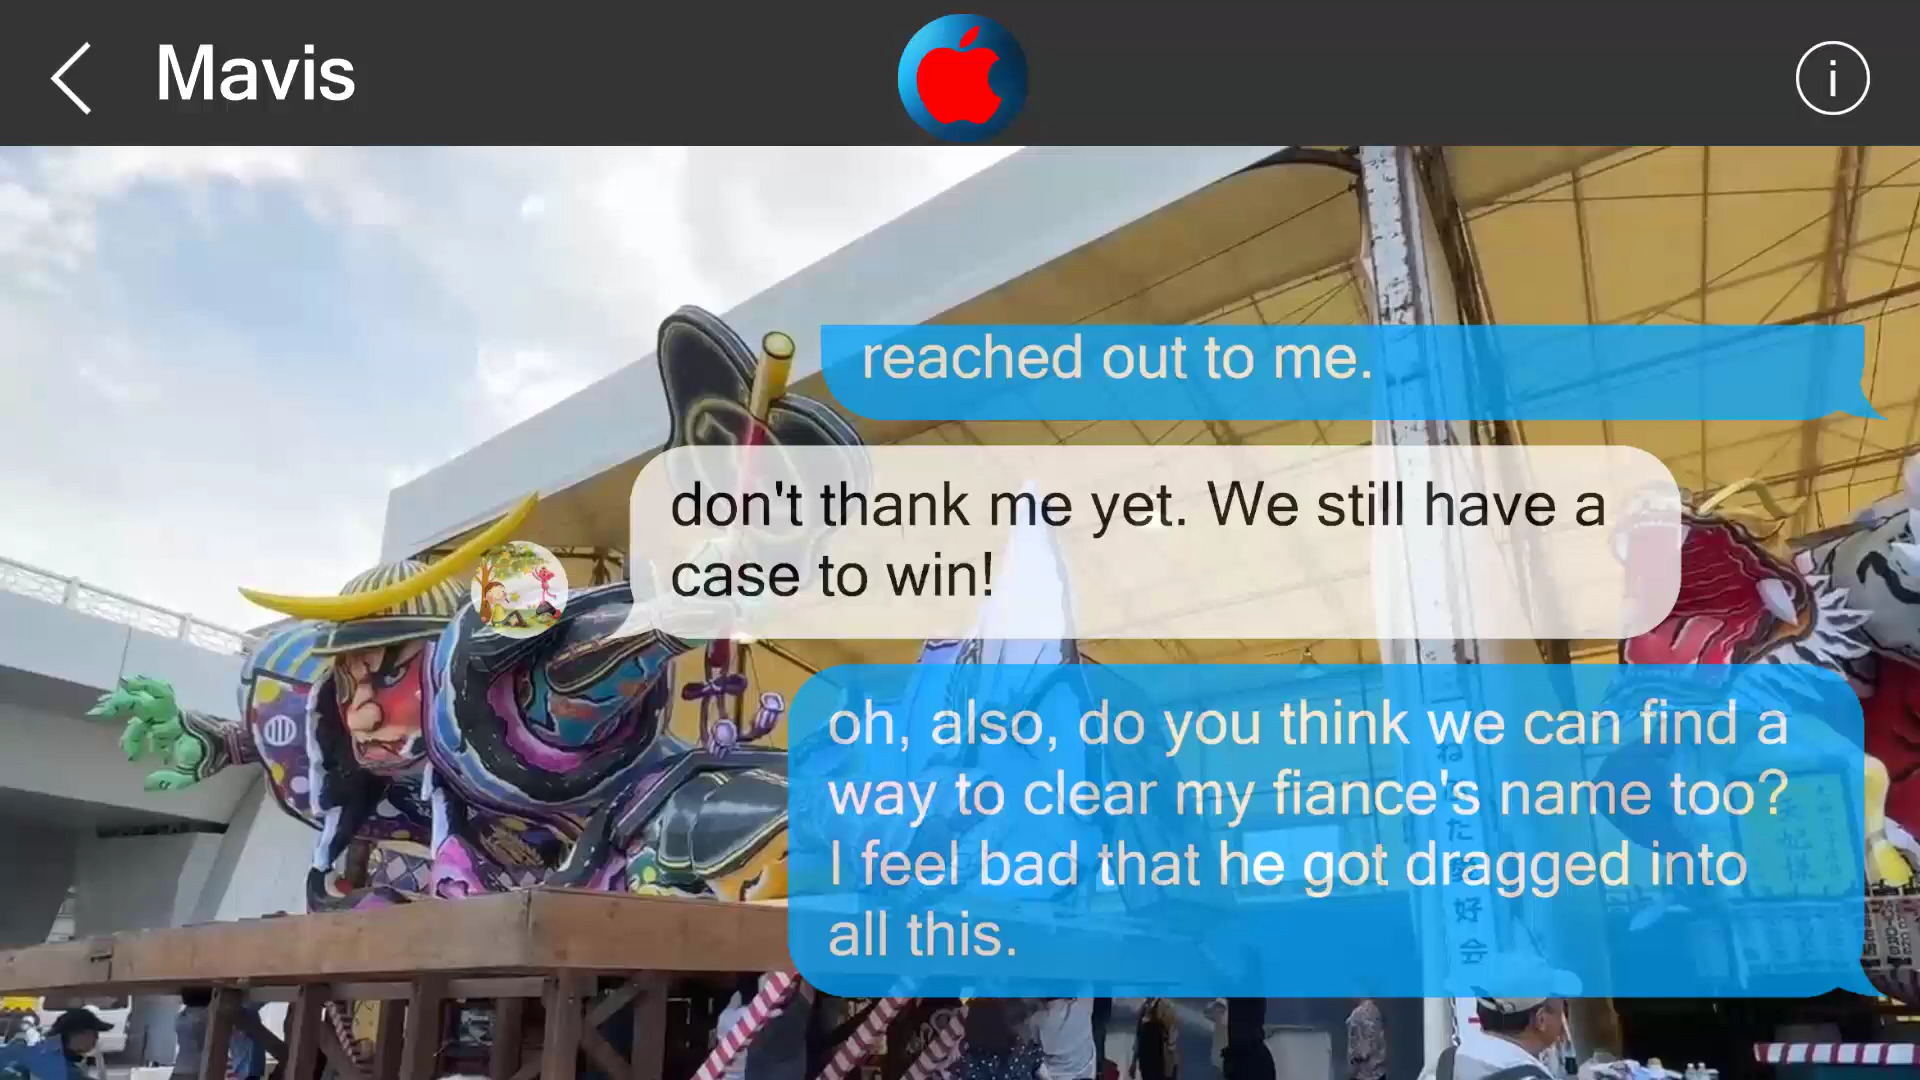 Mavis
i
reached out to me.
don't thank me yet. We still have a
case to win!
oh, also, do you think we can find a
way to clear my fiance's name too?
I feel bad that he got dragged into
all this.
好
会